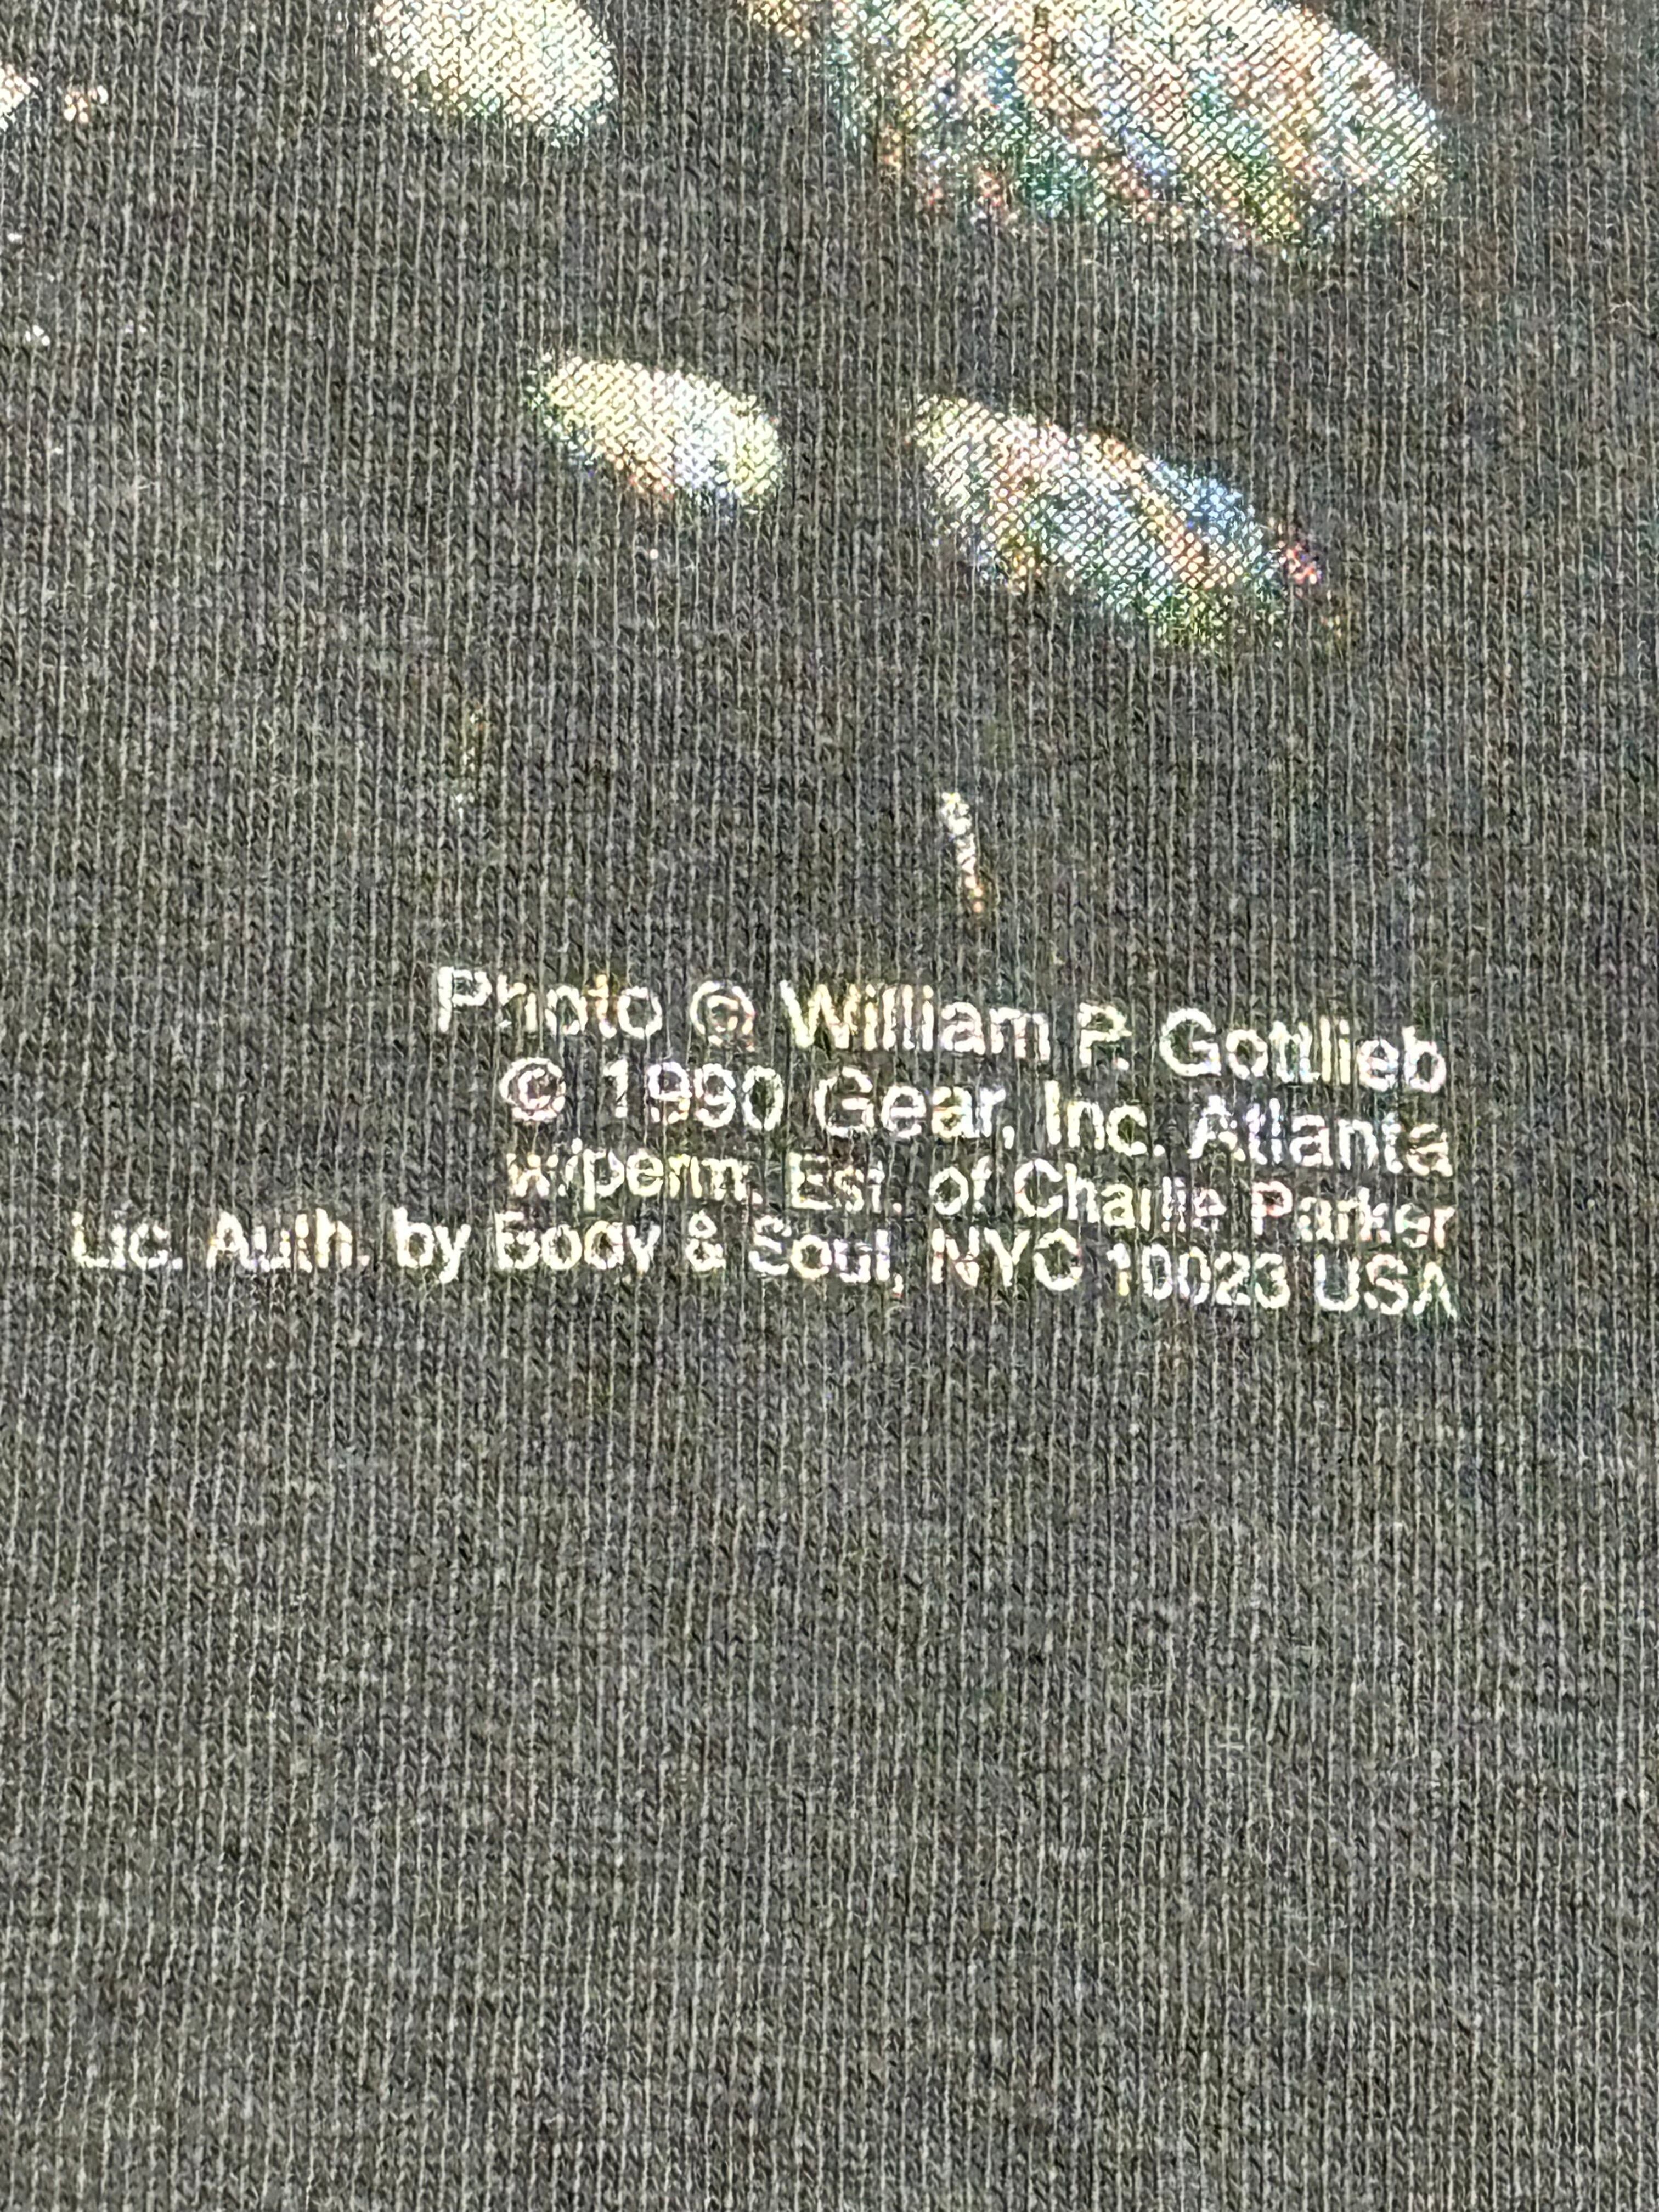 Photo © William P. Gottlieb
© 1990 Gear, Inc. Atlanta
w/perm. Est. of Charlie Parker
Lic. Auth. by Body & Soul, NYC 10023 USA